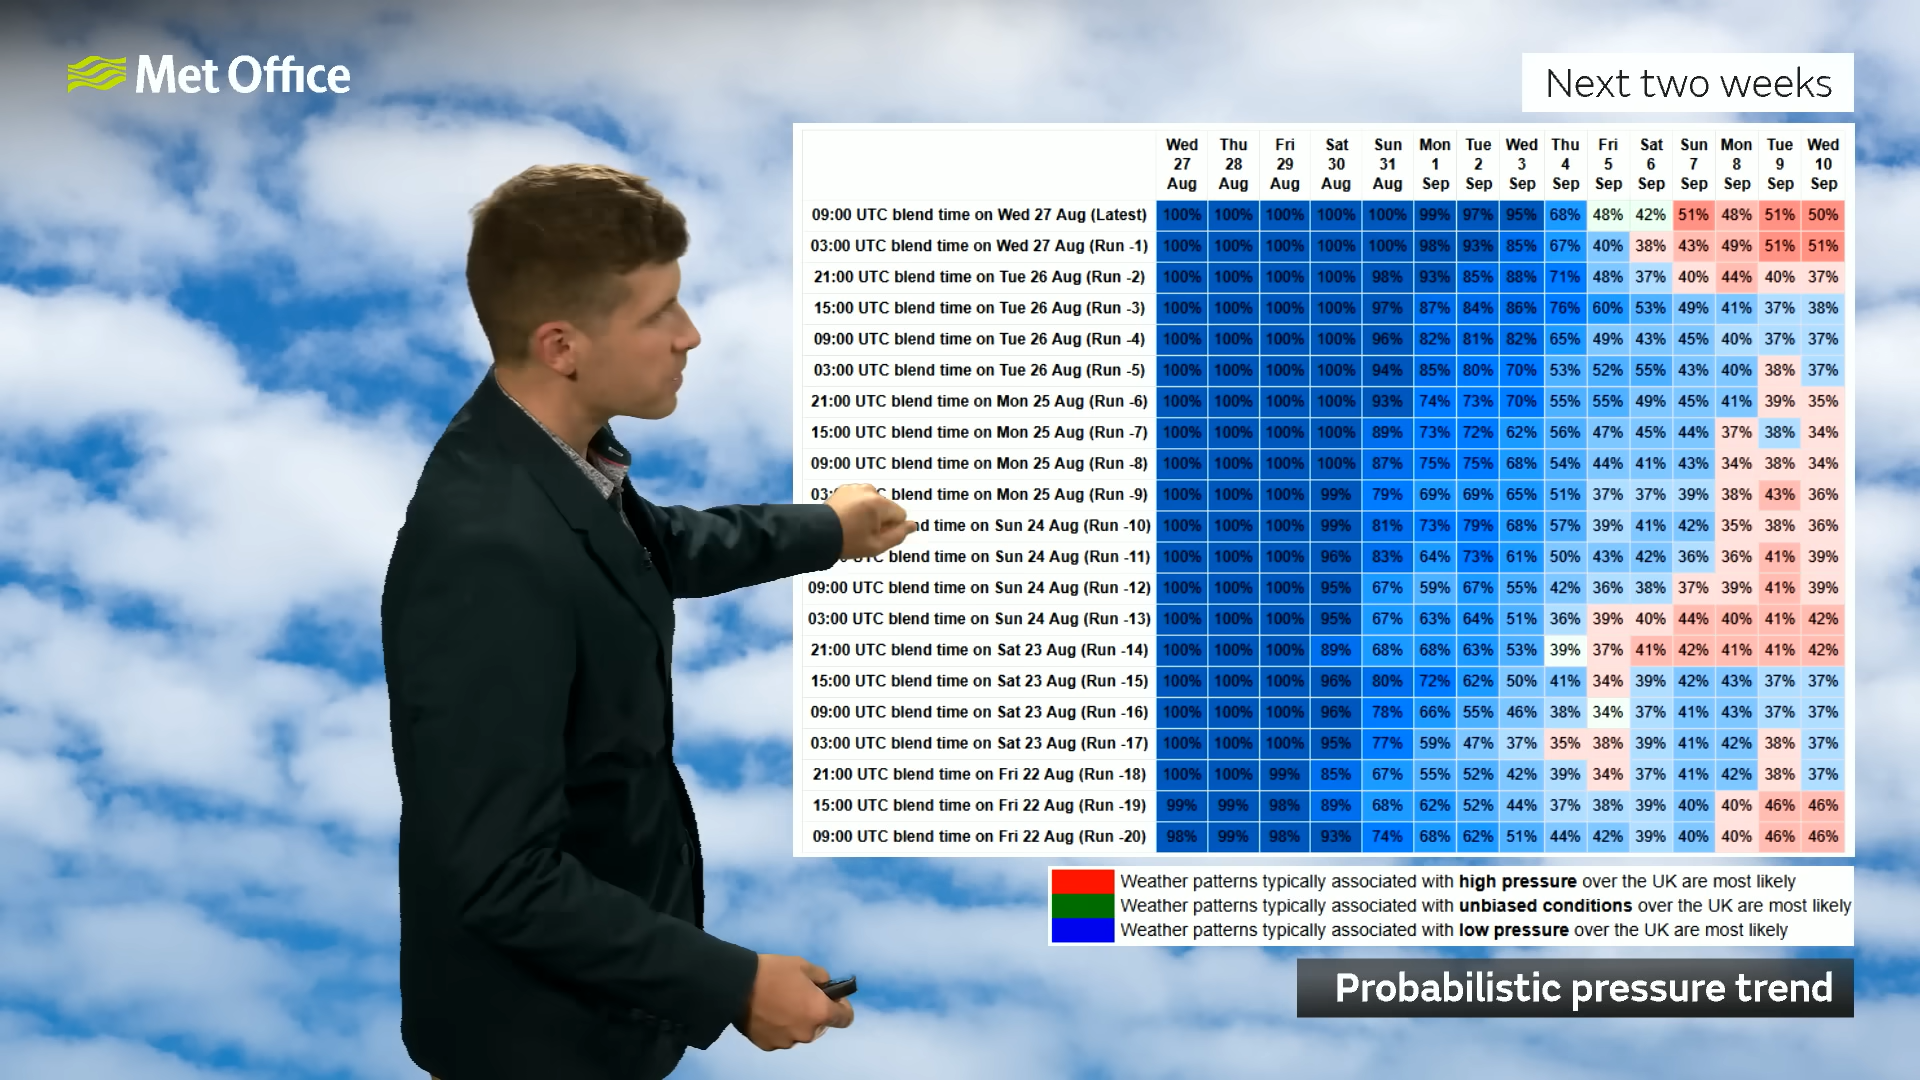 Met Office
Next two weeks
Wed 27 Aug Thu 28 Aug Fri 29 Aug Sat 30 Aug Sun 31 Aug Mon 1 Sep Tue 2 Sep Wed 3 Sep Thu 4 Sep Fri 5 Sep Sat 6 Sep Sun 7 Sep Mon 8 Sep Tue 9 Sep Wed 10 Sep
09:00 UTC blend time on Wed 27 Aug (Latest) 100% 100% 100% 100% 100% 99% 97% 95% 68% 48% 42% 51% 48% 51% 50%
03:00 UTC blend time on Wed 27 Aug (Run -1) 100% 100% 100% 100% 100% 98% 93% 85% 67% 40% 38% 43% 49% 51% 51%
21:00 UTC blend time on Tue 26 Aug (Run -2) 100% 100% 100% 100% 98% 93% 85% 88% 71% 48% 37% 40% 44% 40% 37%
15:00 UTC blend time on Tue 26 Aug (Run -3) 100% 100% 100% 100% 97% 87% 84% 86% 76% 60% 53% 49% 41% 37% 38%
09:00 UTC blend time on Tue 26 Aug (Run -4) 100% 100% 100% 100% 96% 82% 81% 82% 65% 49% 43% 45% 40% 37% 37%
03:00 UTC blend time on Tue 26 Aug (Run -5) 100% 100% 100% 100% 94% 85% 80% 70% 53% 52% 55% 43% 40% 38% 37%
21:00 UTC blend time on Mon 25 Aug (Run -6) 100% 100% 100% 100% 93% 74% 73% 70% 55% 55% 49% 45% 41% 39% 35%
15:00 UTC blend time on Mon 25 Aug (Run -7) 100% 100% 100% 100% 89% 73% 72% 62% 56% 47% 45% 44% 37% 38% 34%
09:00 UTC blend time on Mon 25 Aug (Run -8) 100% 100% 100% 100% 87% 75% 75% 68% 54% 44% 41% 43% 34% 38% 34%
03: blend time on Mon 25 Aug (Run -9) 100% 100% 100% 99% 79% 69% 69% 65% 51% 37% 37% 39% 38% 43% 36%
time on Sun 24 Aug (Run -10) 100% 100% 100% 99% 81% 73% 79% 68% 57% 39% 41% 42% 35% 38% 36%
blend time on Sun 24 Aug (Run -11) 100% 100% 100% 96% 83% 64% 73% 61% 50% 43% 42% 36% 36% 41% 39%
09:00 UTC blend time on Sun 24 Aug (Run -12) 100% 100% 100% 95% 67% 59% 67% 55% 42% 36% 38% 37% 39% 41% 39%
03:00 UTC blend time on Sun 24 Aug (Run -13) 100% 100% 100% 95% 67% 63% 64% 51% 36% 39% 40% 44% 40% 41% 42%
21:00 UTC blend time on Sat 23 Aug (Run -14) 100% 100% 100% 89% 68% 68% 63% 53% 39% 37% 41% 42% 41% 41% 42%
15:00 UTC blend time on Sat 23 Aug (Run -15) 100% 100% 100% 96% 80% 72% 62% 50% 41% 34% 39% 42% 43% 37% 37%
09:00 UTC blend time on Sat 23 Aug (Run -16) 100% 100% 100% 96% 78% 66% 55% 46% 38% 34% 37% 41% 43% 37% 37%
03:00 UTC blend time on Sat 23 Aug (Run -17) 100% 100% 100% 95% 77% 59% 47% 37% 35% 38% 39% 41% 42% 38% 37%
21:00 UTC blend time on Fri 22 Aug (Run -18) 100% 100% 99% 85% 67% 55% 52% 42% 39% 34% 37% 41% 42% 38% 37%
15:00 UTC blend time on Fri 22 Aug (Run -19) 99% 99% 98% 89% 68% 62% 52% 44% 37% 38% 39% 40% 40% 46% 46%
09:00 UTC blend time on Fri 22 Aug (Run -20) 98% 99% 98% 93% 74% 68% 62% 51% 44% 42% 39% 40% 40% 46% 46%
Weather patterns typically associated with high pressure over the UK are most likely
Weather patterns typically associated with unbiased conditions over the UK are most likely
Weather patterns typically associated with low pressure over the UK are most likely
Probabilistic pressure trend